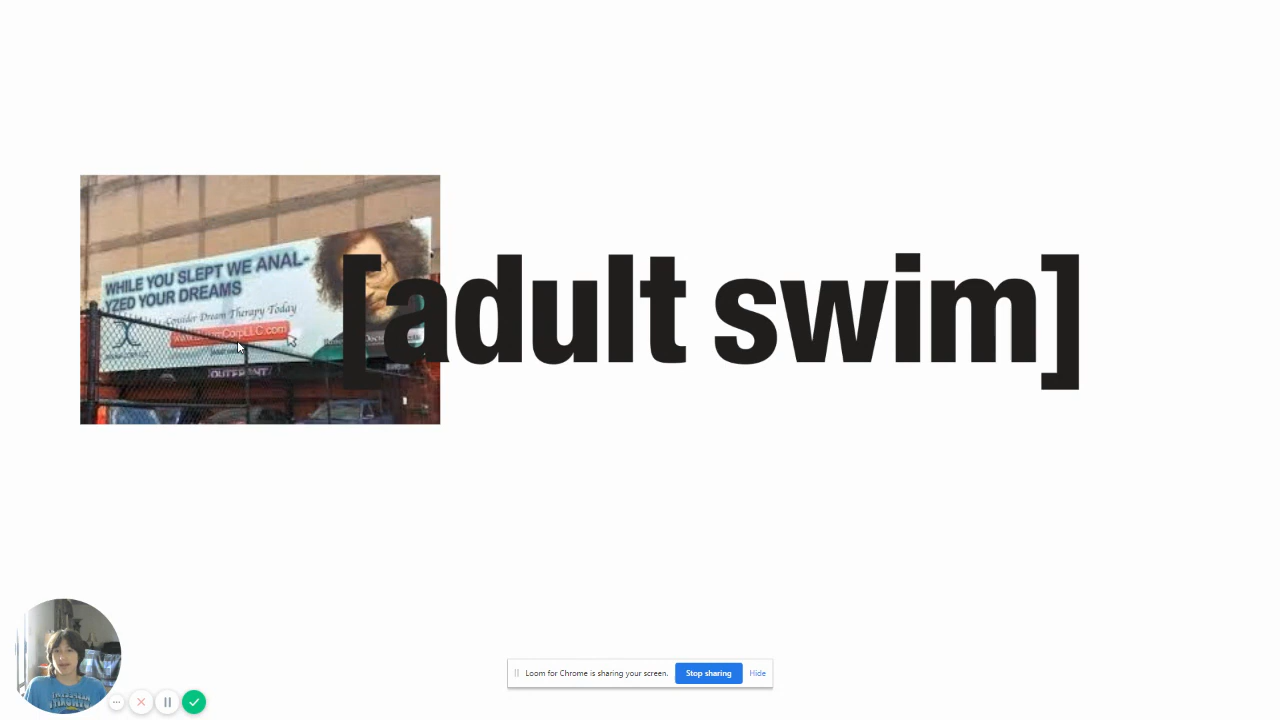 WHILE YOU SLEPT WE ANAL-
YZED YOUR DREAMS
Consider Dream Therapy Today
[adult swim]
Loom for Chrome is sharing your screen.
Stop sharing
Hide